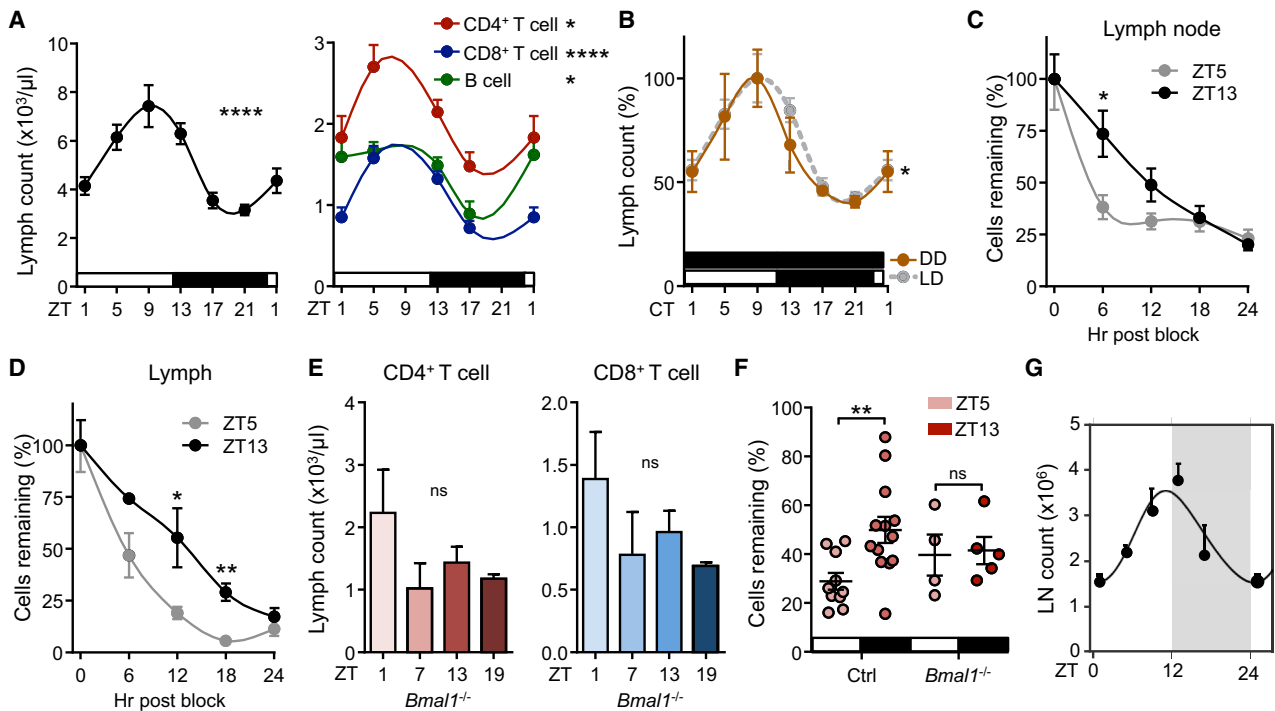 A
Lymph count (x10³/µl)
10
8
6
4
2
0
****
ZT 1 5 9 13 17 21 1
CD4⁺ T cell *
CD8⁺ T cell ****
B cell *
3
2
1
0
ZT 1 5 9 13 17 21 1
B
Lymph count (%)
100
50
0
*
DD
LD
CT 1 5 9 13 17 21 1
C
Lymph node
ZT5
ZT13
Cells remaining (%)
100
75
50
25
0
*
0 6 12 18 24
Hr post block
D
Lymph
ZT5
ZT13
Cells remaining (%)
100
75
50
25
0
*
**
0 6 12 18 24
Hr post block
E
CD4⁺ T cell
Lymph count (x10³/µl)
4
3
2
1
0
ns
ZT 1 7 13 19
Bmal1⁻/⁻
CD8⁺ T cell
2.0
1.5
1.0
0.5
0.0
ns
ZT 1 7 13 19
Bmal1⁻/⁻
F
ZT5
ZT13
Cells remaining (%)
100
80
60
40
20
0
**
ns
Ctrl Bmal1⁻/⁻
G
LN count (x10⁶)
5
4
3
2
1
0
ZT 0 12 24